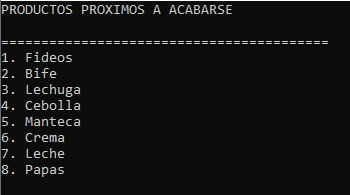 PRODUCTOS PROXIMOS A ACABARSE
=========================================
1. Fideos
2. Bife
3. Lechuga
4. Cebolla
5. Manteca
6. Crema
7. Leche
8. Papas